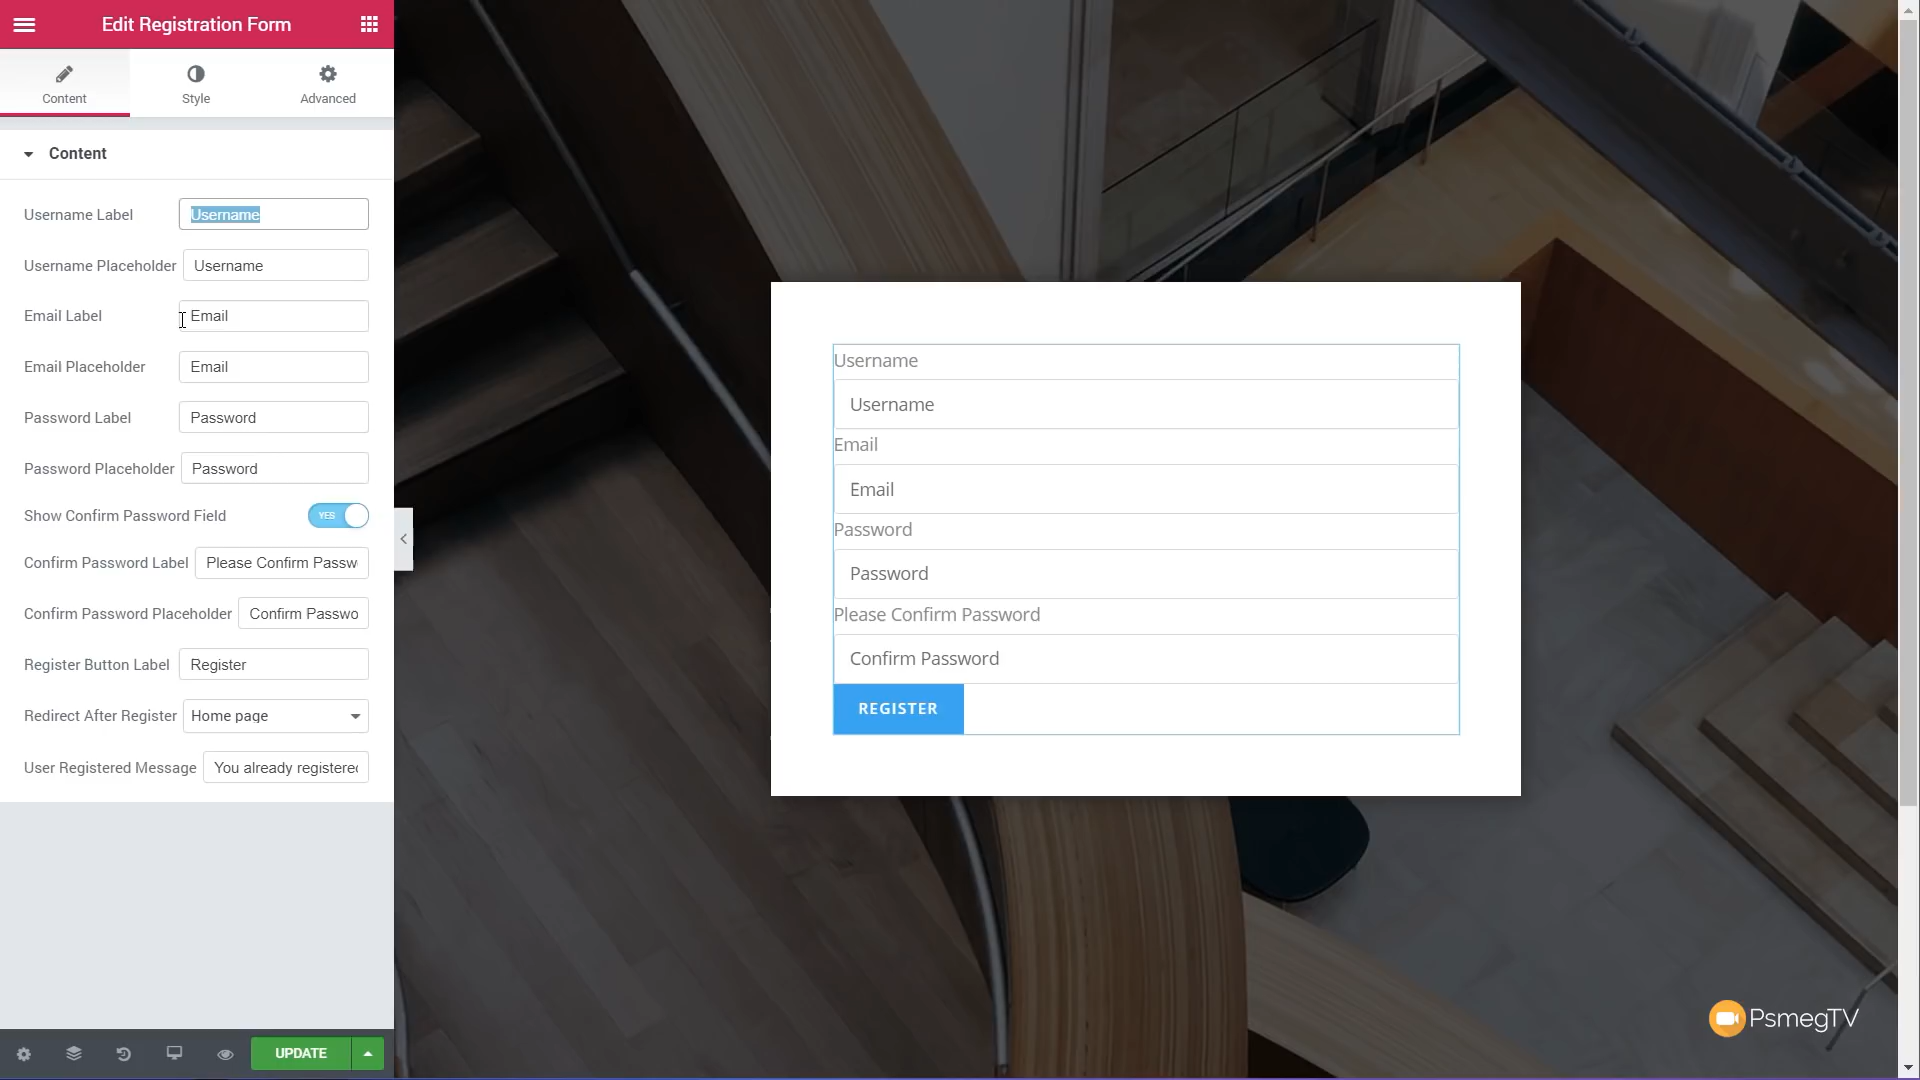 Edit Registration Form
Content
Style
Advanced
Content
Username Label
Username
Username Placeholder
Username
Email Label
Email
Email Placeholder
Email
Password Label
Password
Password Placeholder
Password
Show Confirm Password Field
YES
Confirm Password Label
Please Confirm Passw
Confirm Password Placeholder
Confirm Passwo
Register Button Label
Register
Redirect After Register
Home page
User Registered Message
You already registered
UPDATE
Username
Username
Email
Email
Password
Password
Please Confirm Password
Confirm Password
REGISTER
PsmegTV